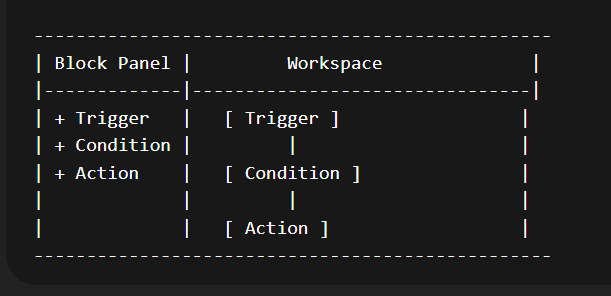 -------------------------------------------------
| Block Panel |         Workspace              |
|-------------|--------------------------------|
| + Trigger   |   [ Trigger ]                 |
| + Condition |         |                     |
| + Action    |   [ Condition ]               |
|             |         |                     |
|             |   [ Action ]                  |
-------------------------------------------------